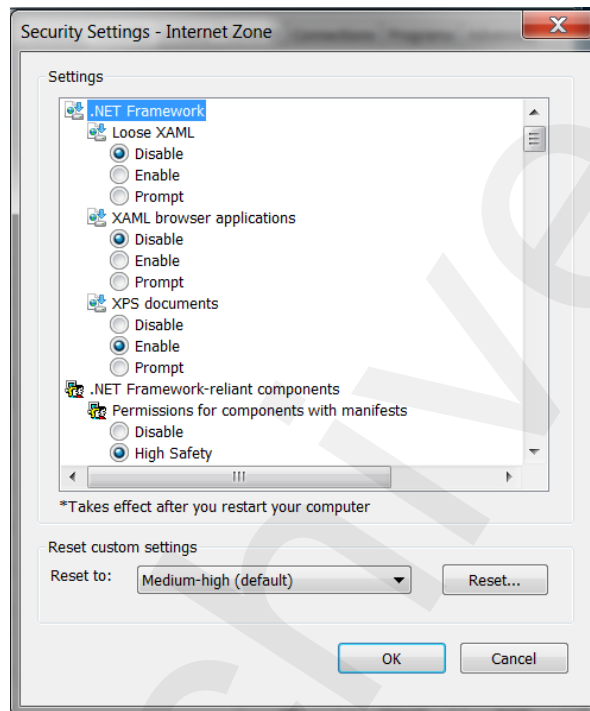 Security Settings - Internet Zone
Settings
.NET Framework
Loose XAML
Disable
Enable
Prompt
XAML browser applications
Disable
Enable
Prompt
XPS documents
Disable
Enable
Prompt
.NET Framework-reliant components
Permissions for components with manifests
Disable
High Safety
*Takes effect after you restart your computer
Reset custom settings
Reset to:
Medium-high (default)
Reset...
OK
Cancel